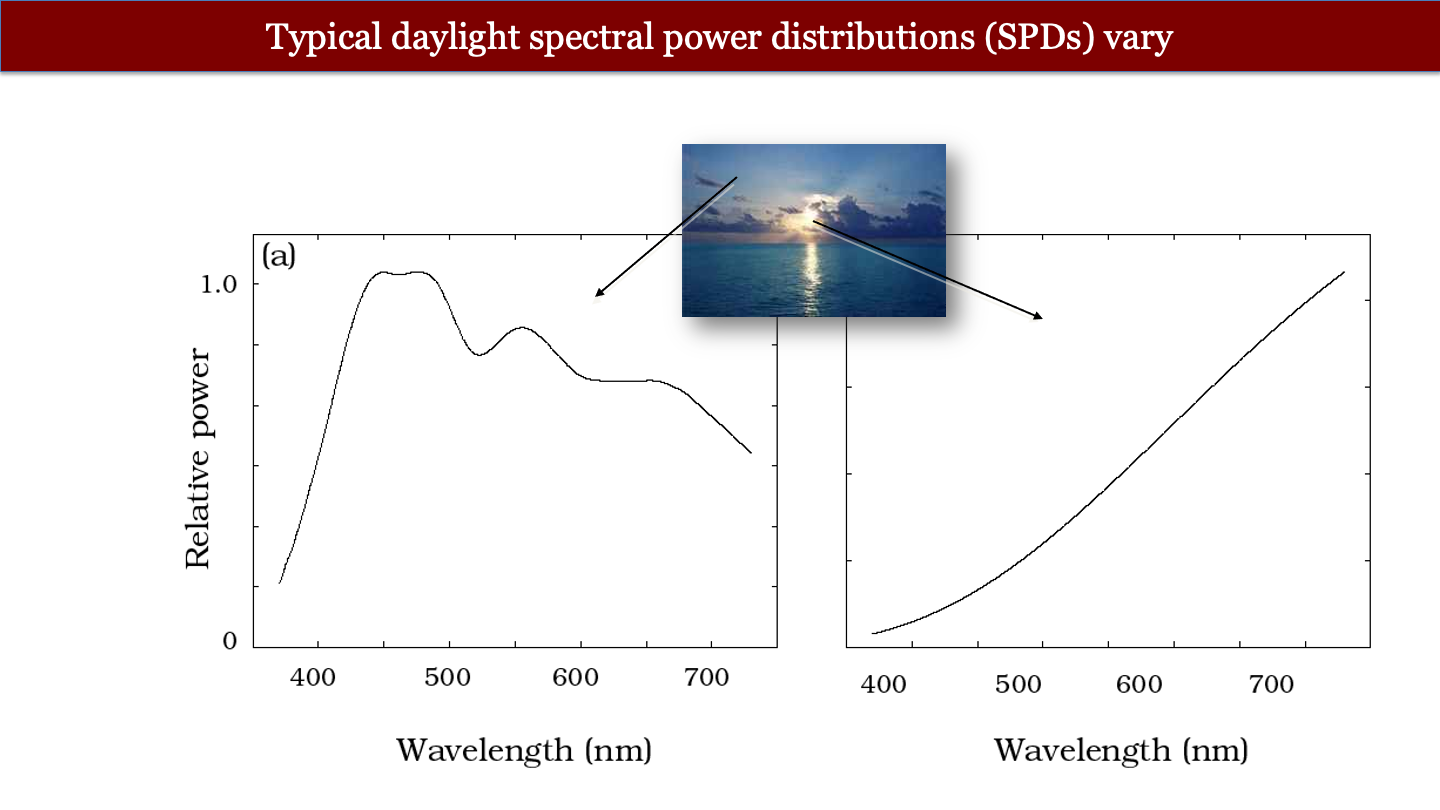 Typical daylight spectral power distributions (SPDs) vary
(a)
1.0
Relative power
0
400 500 600 700
400 500 600 700
Wavelength (nm)
Wavelength (nm)